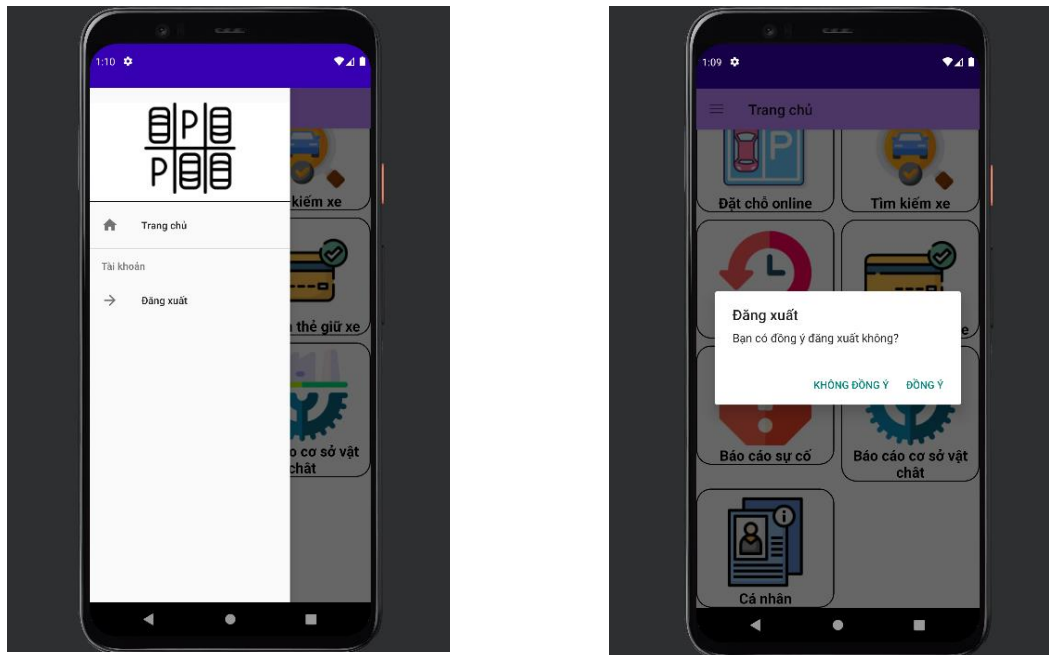 1:10
P
P
kiếm xe
Trang chủ
Tài khoản
Đăng xuất
thẻ giữ xe
cơ sở vật
chât
1:09
Trang chủ
P
Đặt chỗ online
Tìm kiếm xe
e
Đăng xuất
Bạn có đồng ý đăng xuất không?
KHÔNG ĐỒNG Ý ĐỒNG Ý
Báo cáo sự cố
Báo cáo cơ sở vật
chât
Cá nhân